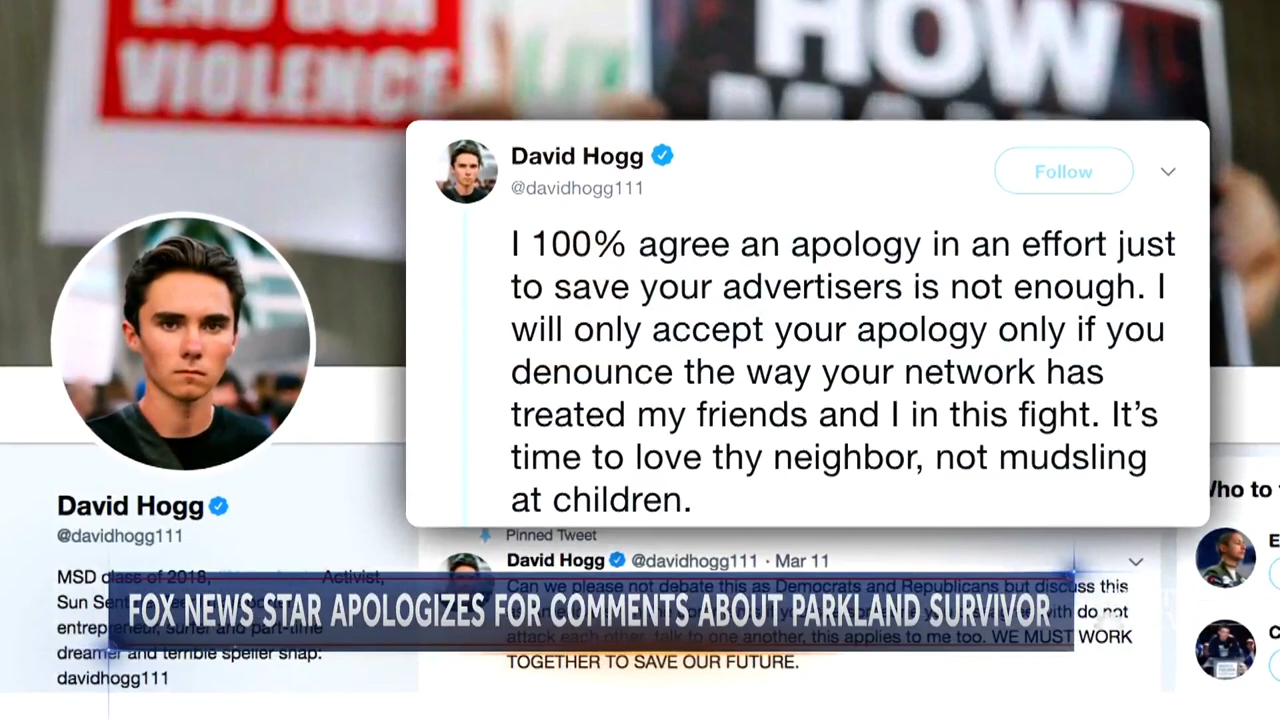 END GUN
VIOLENCE
HOW
MANY
David Hogg
@davidhogg111
Follow
I 100% agree an apology in an effort just
to save your advertisers is not enough. I
will only accept your apology only if you
denounce the way your network has
treated my friends and I in this fight. It's
time to love thy neighbor, not mudsling
at children.
David Hogg
@davidhogg111
MSD class of 2018, Activist,
Sun
entrepreneur, surfer and part-time
dreamer and terrible speller snap:
davidhogg111
Pinned Tweet
David Hogg @davidhogg111 · Mar 11
Can we please not debate this as Democrats and Republicans but discuss this
with do not
attack each other, talk to one another, this applies to me too. WE MUST WORK
TOGETHER TO SAVE OUR FUTURE.
Who to
E
C
FOX NEWS STAR APOLOGIZES FOR COMMENTS ABOUT PARKLAND SURVIVOR